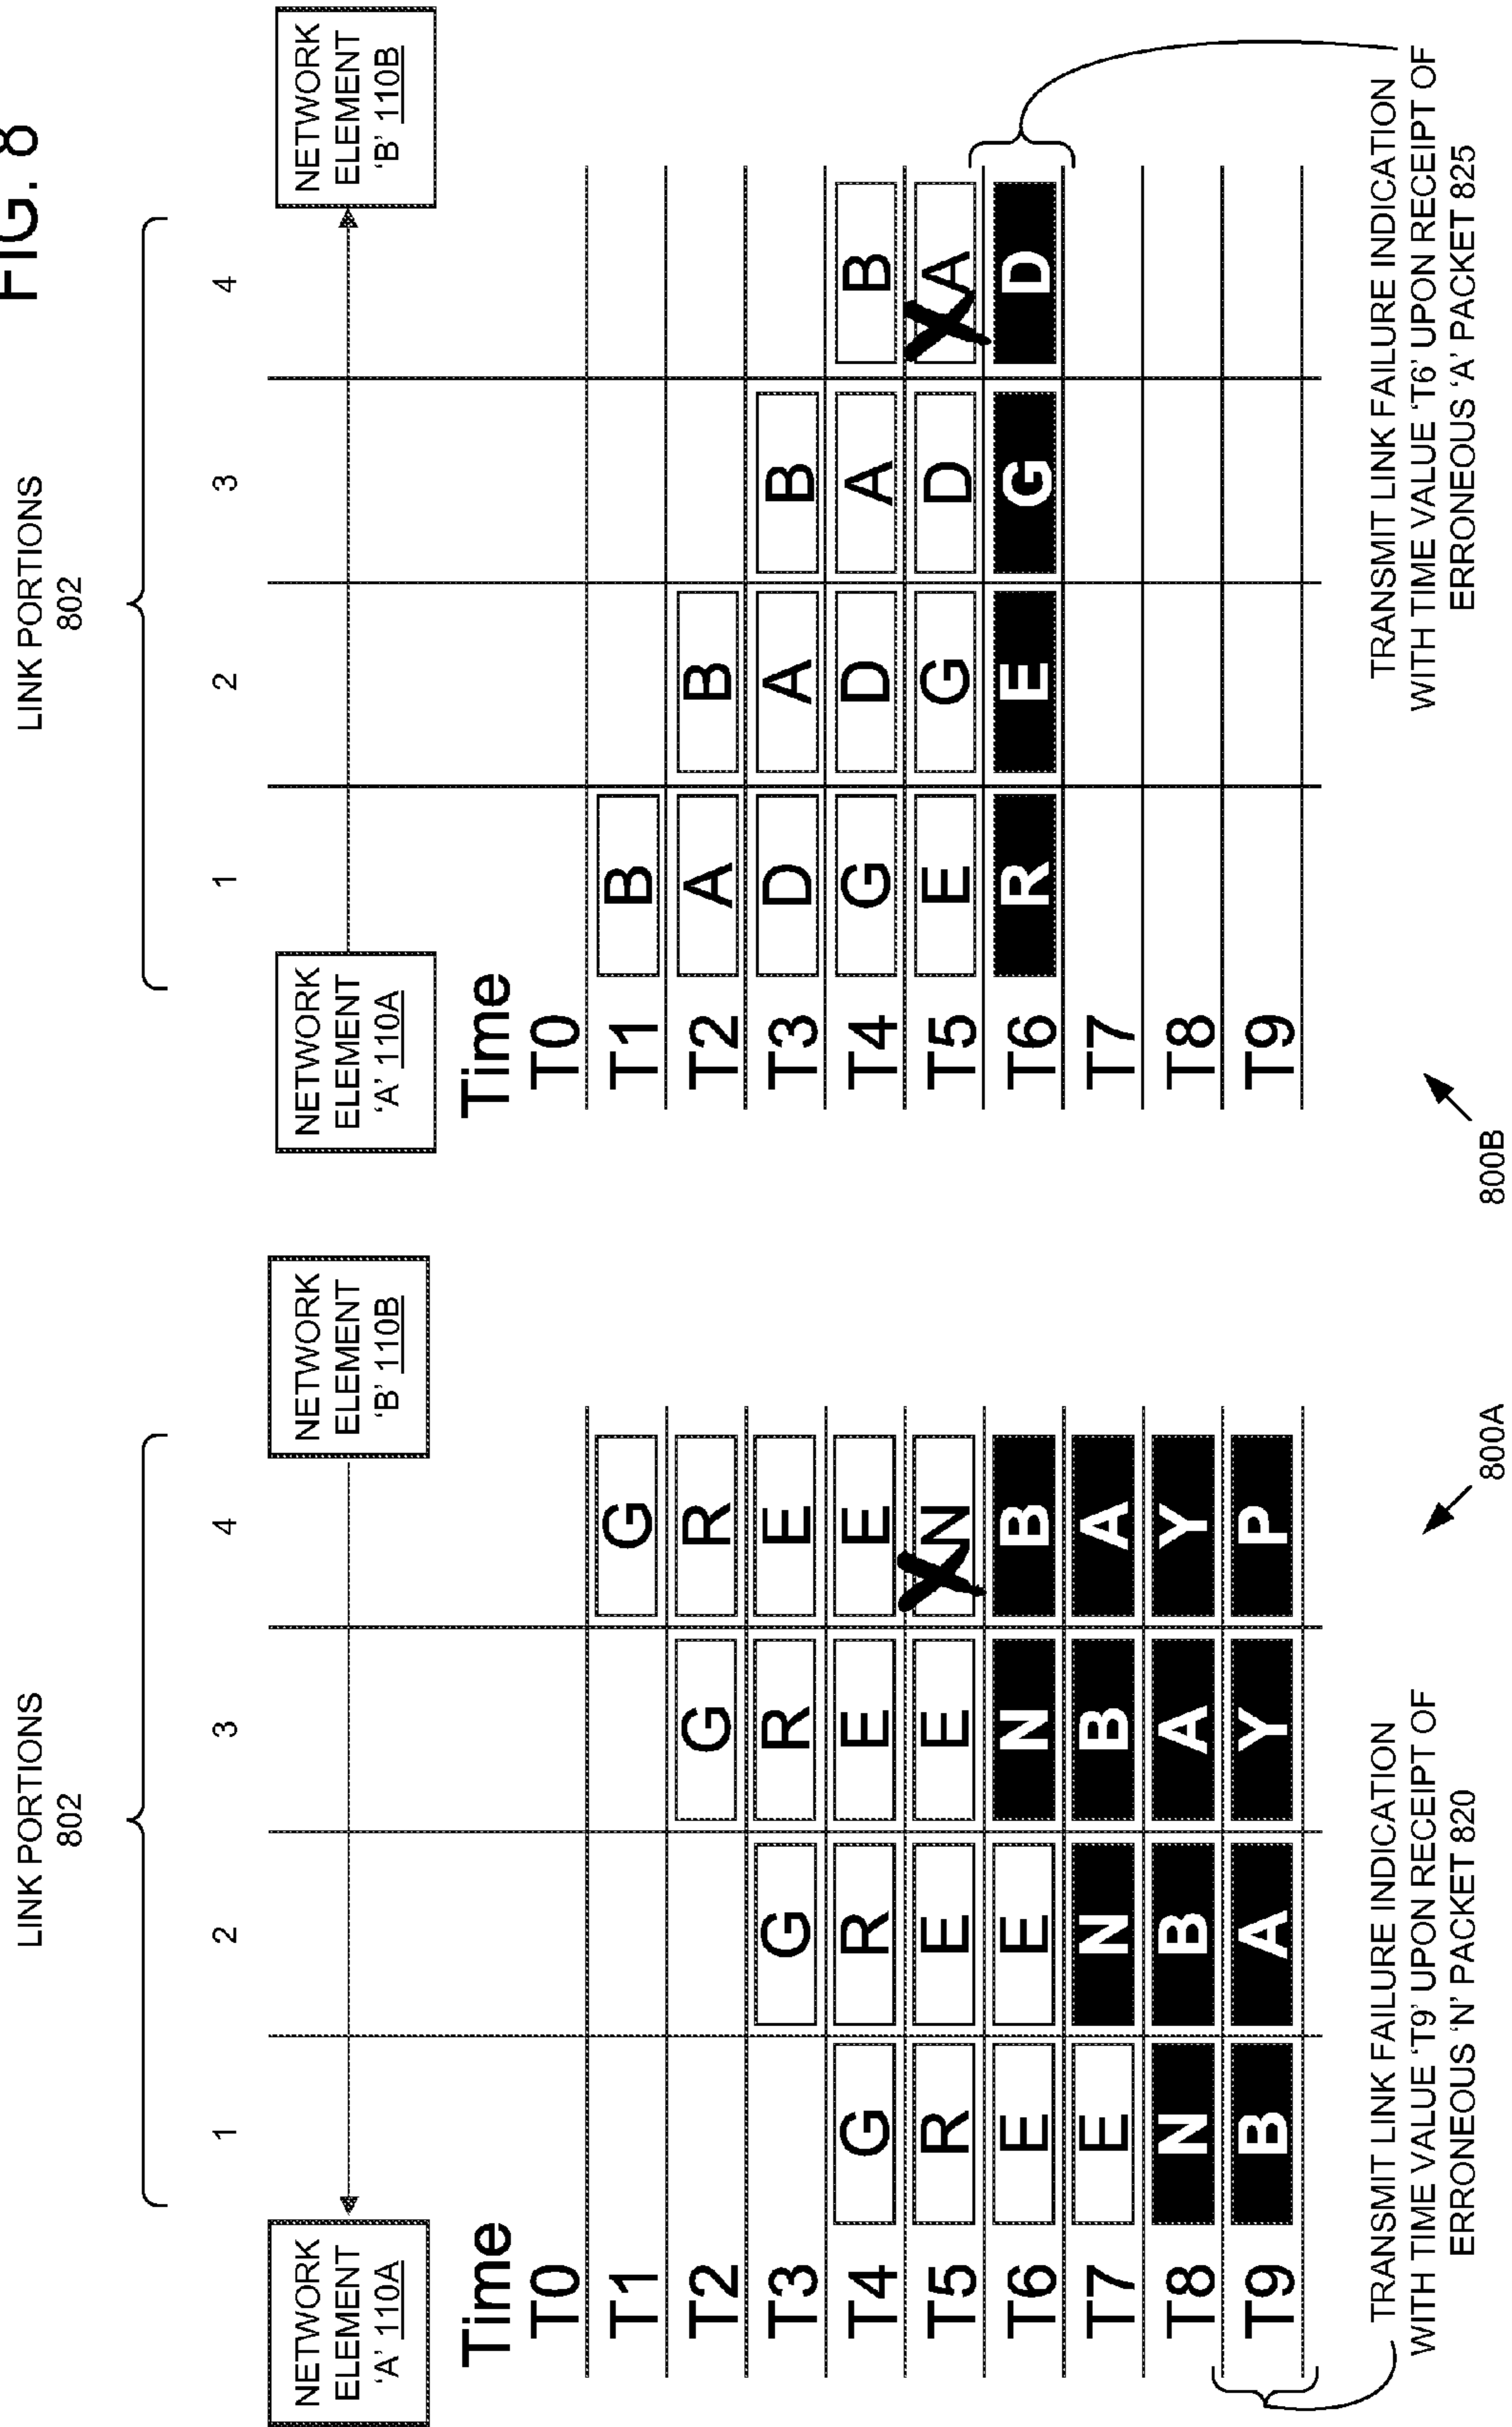 FIG. 8
LINK PORTIONS
802
1 2 3 4
NETWORK
ELEMENT
'A' 110A
NETWORK
ELEMENT
'B' 110B
Time
T0
T1 G
T2 G R
T3 G R E
T4 G R E E
T5 R E E N
T6 E E N B
T7 E N B A
T8 N B A Y
T9 B A Y P
TRANSMIT LINK FAILURE INDICATION
WITH TIME VALUE 'T9' UPON RECEIPT OF
ERRONEOUS 'N' PACKET 820
800A
LINK PORTIONS
802
1 2 3 4
NETWORK
ELEMENT
'A' 110A
NETWORK
ELEMENT
'B' 110B
Time
T0
T1 B
T2 A B
T3 D A B
T4 G D A B
T5 E G D A
T6 R E G D
T7
T8
T9
TRANSMIT LINK FAILURE INDICATION
WITH TIME VALUE 'T6' UPON RECEIPT OF
ERRONEOUS 'A' PACKET 825
800B